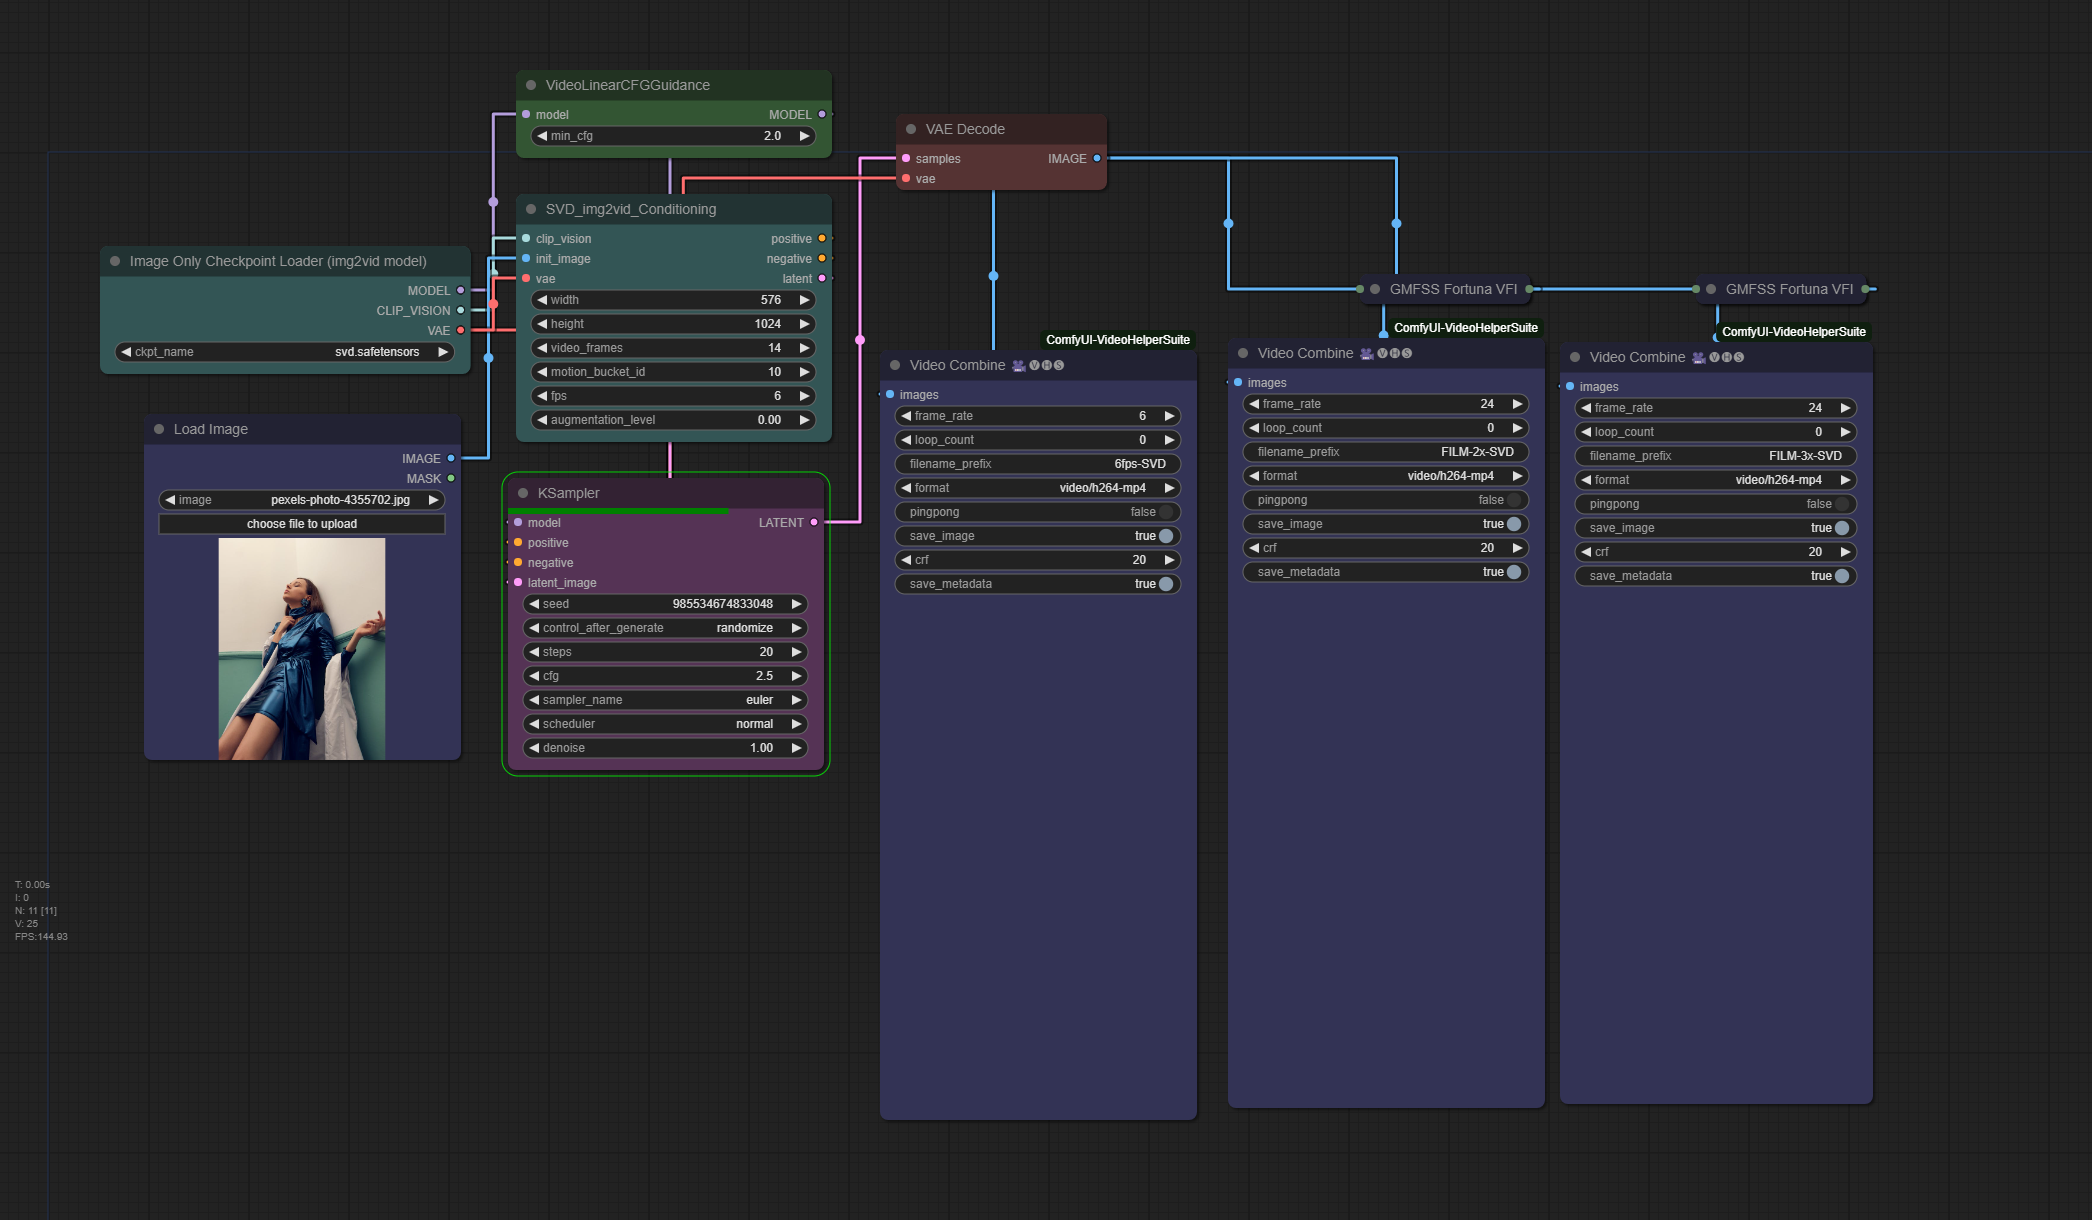 VideoLinearCFGGuidance
model MODEL
min_cfg 2.0
VAE Decode
samples IMAGE
vae
SVD_img2vid_Conditioning
clip_vision positive
init_image negative
vae latent
width 576
height 1024
video_frames 14
motion_bucket_id 10
fps 6
augmentation_level 0.00
Image Only Checkpoint Loader (img2vid model)
MODEL
CLIP_VISION
VAE
ckpt_name svd.safetensors
Load Image
IMAGE
MASK
image pexels-photo-4355702.jpg
choose file to upload
KSampler
model LATENT
positive
negative
latent_image
seed 985534674833048
control_after_generate randomize
steps 20
cfg 2.5
sampler_name euler
scheduler normal
denoise 1.00
GMFSS Fortuna VFI
GMFSS Fortuna VFI
ComfyUI-VideoHelperSuite
Video Combine 🎥🅥🅗🅢
images
frame_rate 6
loop_count 0
filename_prefix 6fps-SVD
format video/h264-mp4
pingpong false
save_image true
crf 20
save_metadata true
ComfyUI-VideoHelperSuite
Video Combine 🎥🅥🅗🅢
images
frame_rate 24
loop_count 0
filename_prefix FILM-2x-SVD
format video/h264-mp4
pingpong false
save_image true
crf 20
save_metadata true
ComfyUI-VideoHelperSuite
Video Combine 🎥🅥🅗🅢
images
frame_rate 24
loop_count 0
filename_prefix FILM-3x-SVD
format video/h264-mp4
pingpong false
save_image true
crf 20
save_metadata true
T: 0.00s
I: 0
N: 11 [11]
V: 25
FPS:144.93